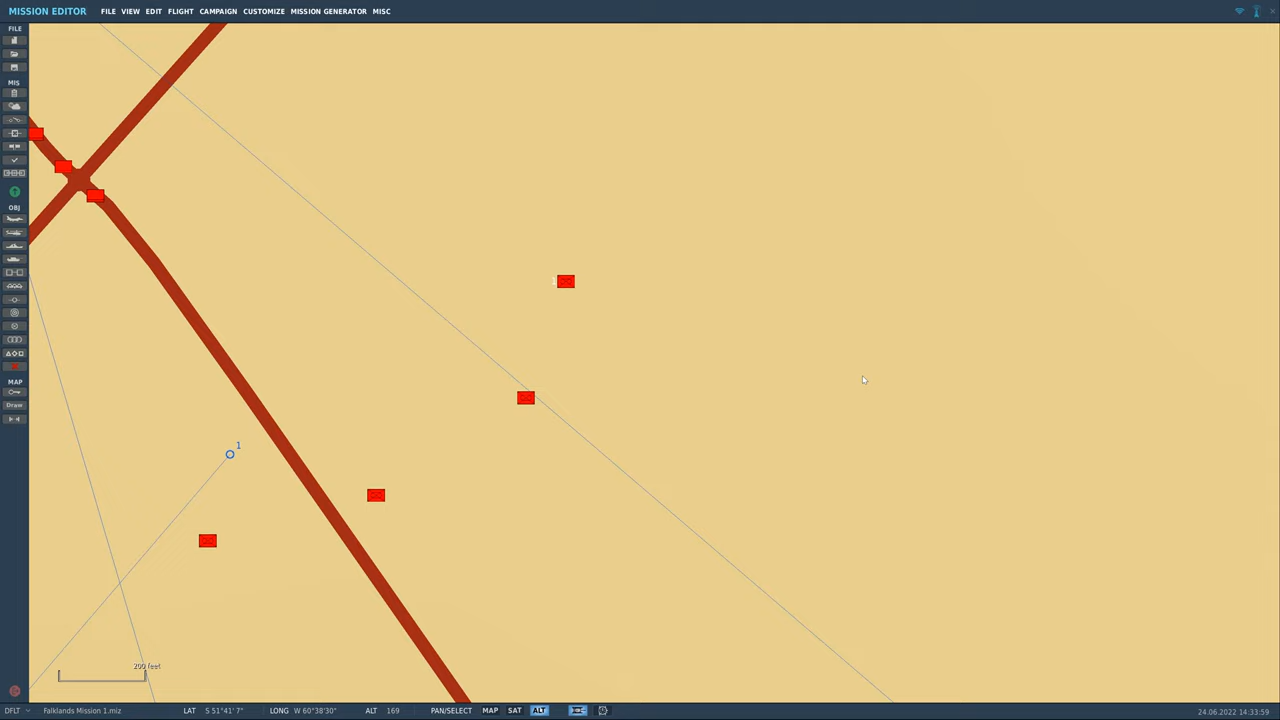 MISSION EDITOR FILE VIEW EDIT FLIGHT CAMPAIGN CUSTOMIZE MISSION GENERATOR MISC
FILE
MIS
OBJ
MAP
Draw
1
200 feet
DFLT Falklands Mission 1.miz LAT S 51°41' 7" LONG W 60°38'30" ALT 169 PAN/SELECT MAP SAT ALT 24.06.2022 14:33:59